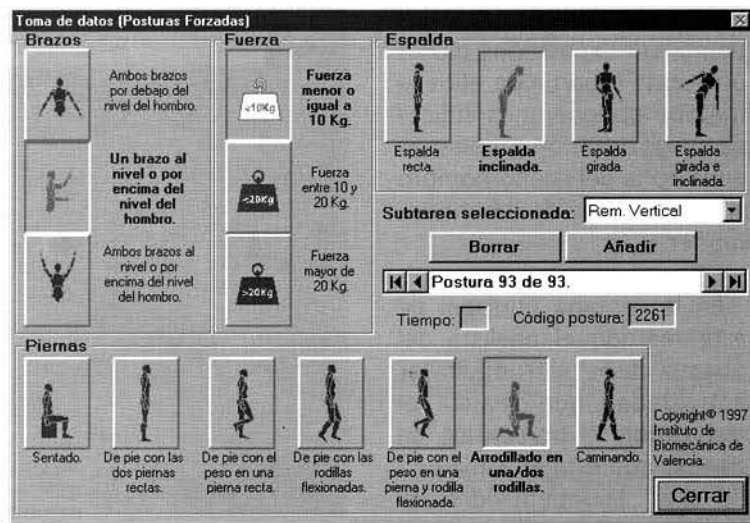 Toma de datos (Posturas Forzadas)
Brazos
Ambos brazos
por debajo del
nivel del hombro.
Un brazo al
nivel o por
encima del
nivel del
hombro.
Ambos brazos al
nivel o por
encima del nivel
del hombro.
Fuerza
<10Kg
Fuerza
menor o
igual a
10 Kg.
<20Kg
Fuerza
entre 10 y
20 Kg.
>20Kg
Fuerza
mayor de
20 Kg.
Espalda
Espalda
recta.
Espalda
inclinada.
Espalda
girada.
Espalda
girada e
inclinada.
Subtarea seleccionada: Rem. Vertical
Borrar
Añadir
Postura 93 de 93.
Tiempo:
Código postura: 2261
Piernas
Sentado.
De pie con las
dos piernas
rectas.
De pie con el
peso en una
pierna recta.
De pie con las
rodillas
flexionadas.
De pie con el
peso en una
pierna y rodilla
flexionada.
Arrodillado en
una/dos
rodillas.
Caminando.
Copyright© 1997
Instituto de
Biomecánica de
Valencia.
Cerrar